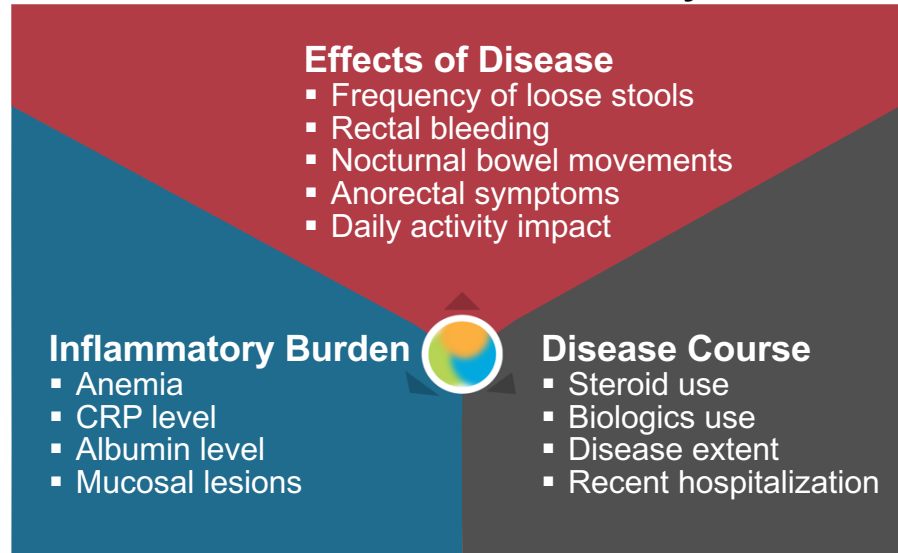 Effects of Disease
▪ Frequency of loose stools
▪ Rectal bleeding
▪ Nocturnal bowel movements
▪ Anorectal symptoms
▪ Daily activity impact
Inflammatory Burden
▪ Anemia
▪ CRP level
▪ Albumin level
▪ Mucosal lesions
Disease Course
▪ Steroid use
▪ Biologics use
▪ Disease extent
▪ Recent hospitalization